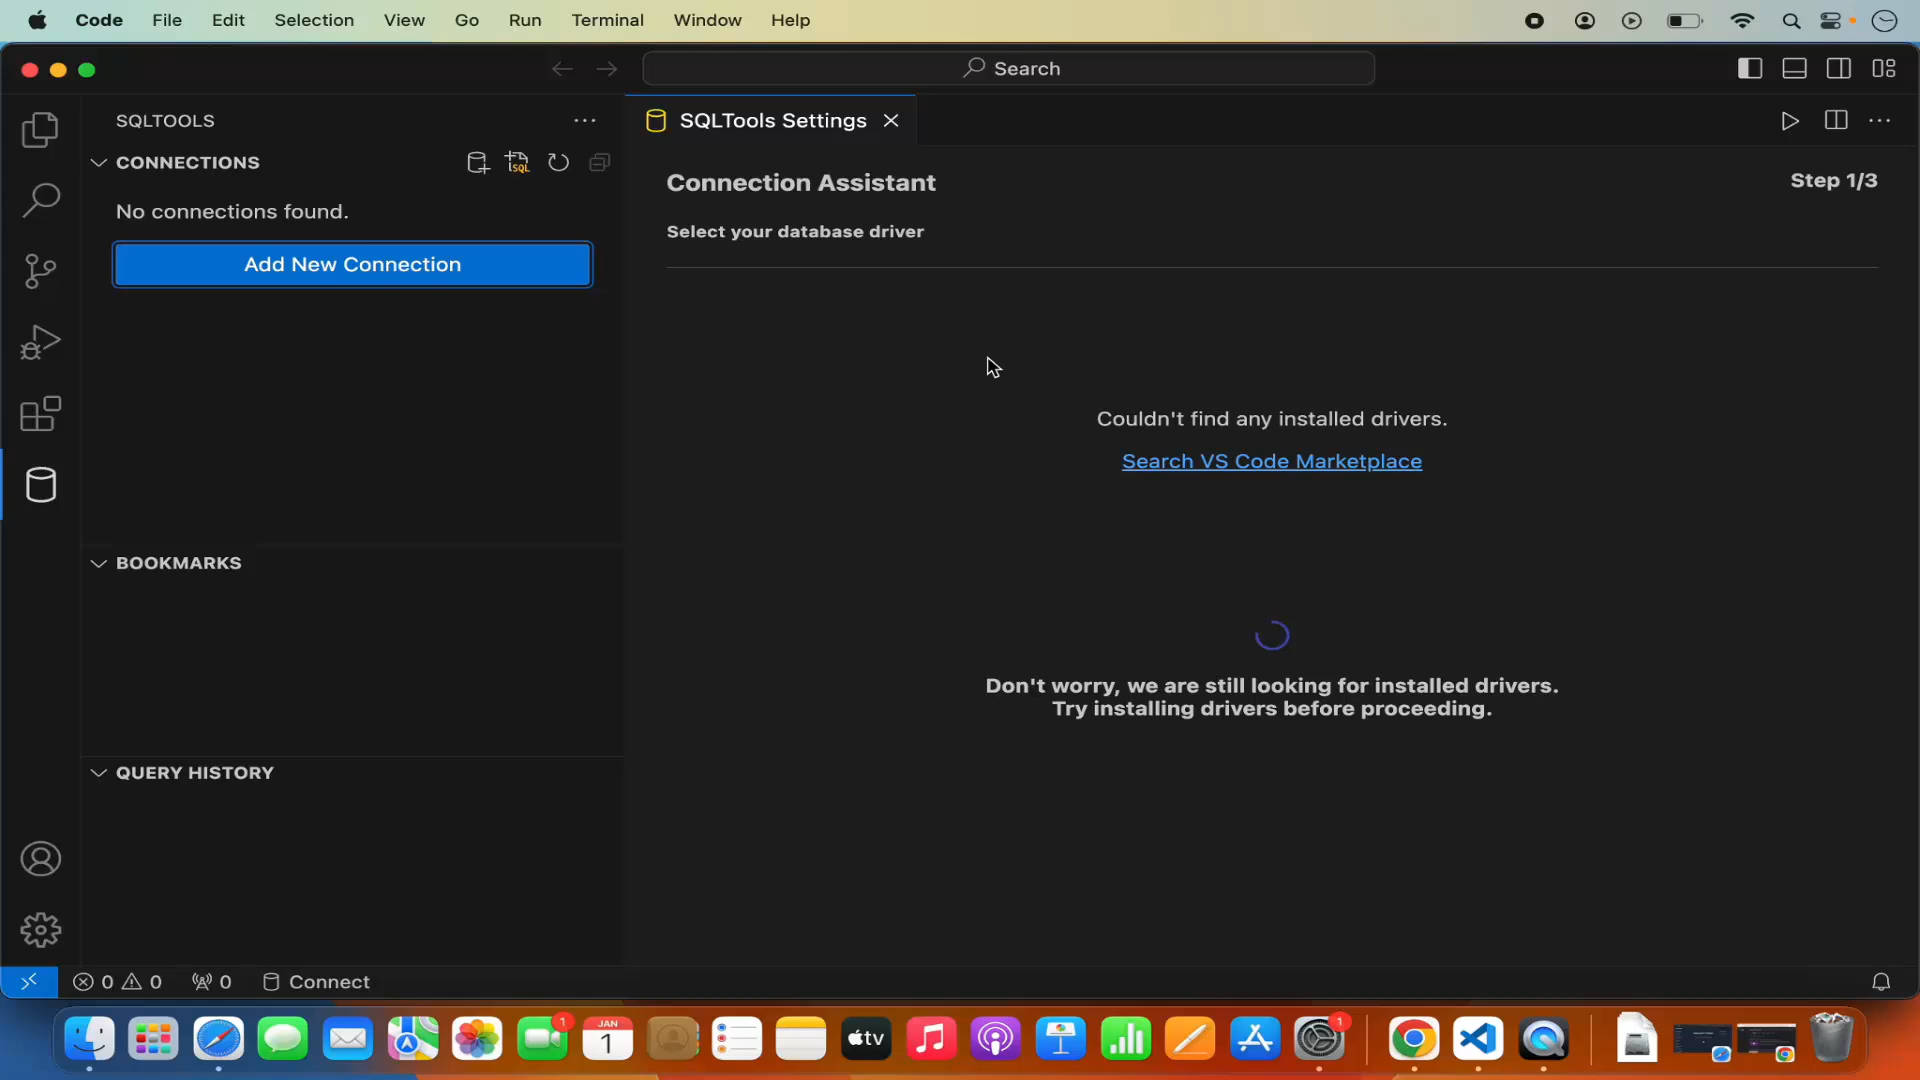 Code File Edit Selection View Go Run Terminal Window Help
Search
SQLTOOLS
SQLTools Settings
CONNECTIONS
SQL
No connections found.
Add New Connection
Connection Assistant
Step 1/3
Select your database driver
Couldn't find any installed drivers.
Search VS Code Marketplace
Don't worry, we are still looking for installed drivers.
Try installing drivers before proceeding.
BOOKMARKS
QUERY HISTORY
0 0 0 Connect
1
JAN
1
tv
1